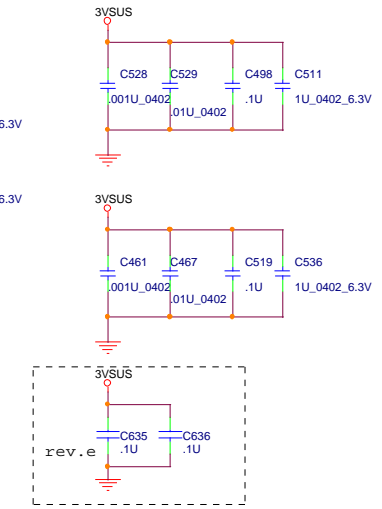 3VSUS
C528 C529 C498 C511
.001U_0402 .01U_0402 .1U 1U_0402_6.3V
6.3V
6.3V
3VSUS
C461 C467 C519 C536
.001U_0402 .01U_0402 .1U 1U_0402_6.3V
3VSUS
C635 C636
rev.e .1U .1U